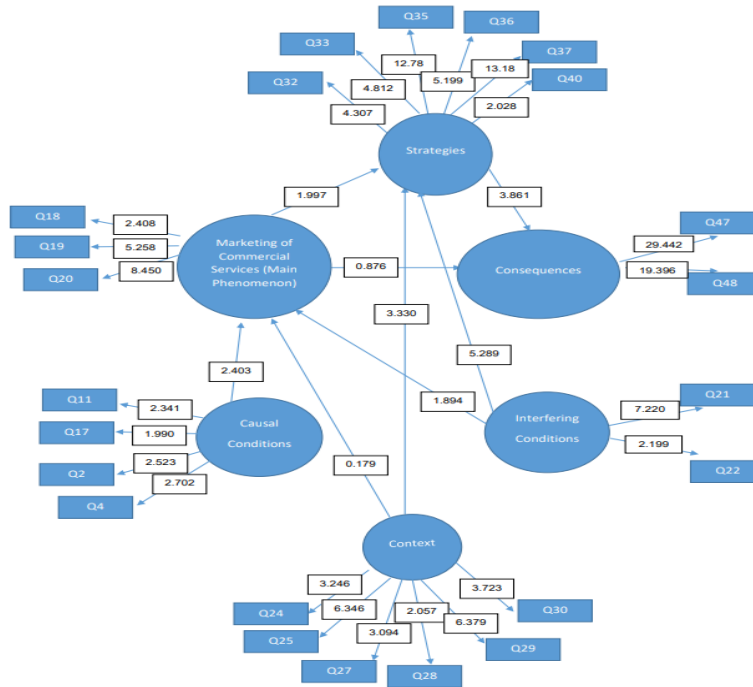 Q35
Q36
Q33
Q37
12.78
13.18
Q32
5.199
Q40
4.812
2.028
4.307
Strategies
1.997
3.861
Q18
2.408
Q47
Q19
5.258
Marketing of
Commercial
Services (Main
Phenomenon)
29.442
Q20
8.450
0.876
Consequences
19.396
Q48
3.330
5.289
2.403
Q11
2.341
1.894
Q21
Q17
1.990
Causal
Conditions
Interfering
Conditions
7.220
Q2
2.523
2.199
0.179
Q22
Q4
2.702
Context
3.246
3.723
Q24
6.346
2.057
6.379
Q30
Q25
3.094
Q29
Q27
Q28